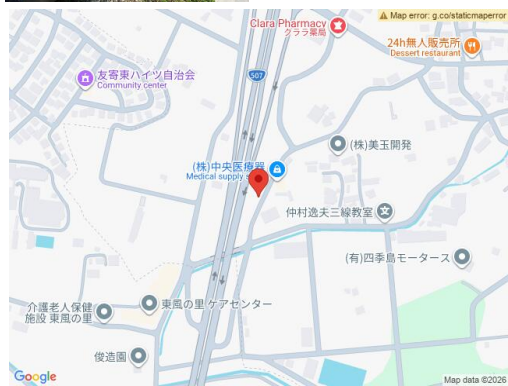 Map error: g.co/staticmaperror
Clara Pharmacy
クララ薬局
24h無人販売所
Dessert restaurant
507
友寄東ハイツ自治会
Community center
(株)美玉開発
(株)中央医療器
Medical supply s
仲村逸夫三線教室
(有)四季島モータース
介護老人保健
施設 東風の里
東風の里 ケアセンター
俊造園
Google
Map data ©2026